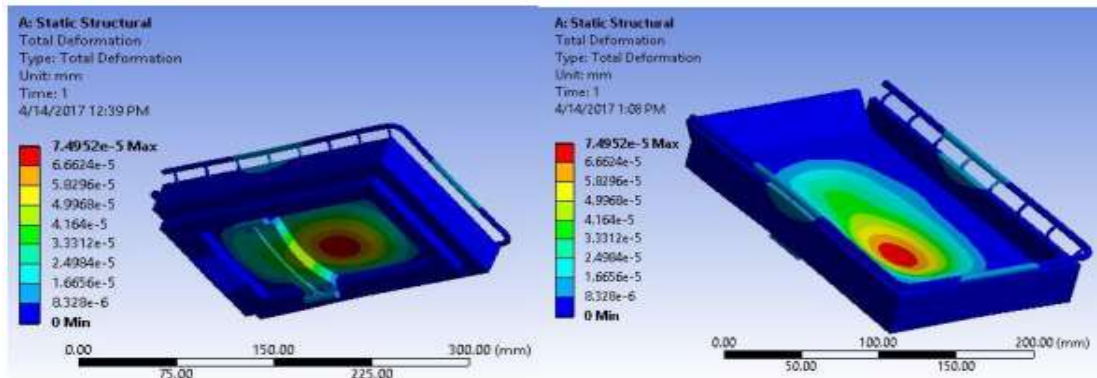 A: Static Structural
Total Deformation
Type: Total Deformation
Unit: mm
Time: 1
4/14/2017 12:39 PM
7.4952e-5 Max
6.6624e-5
5.8296e-5
4.9968e-5
4.164e-5
3.3312e-5
2.4984e-5
1.6656e-5
8.328e-6
0 Min
0.00 150.00 300.00 (mm)
75.00 225.00
A: Static Structural
Total Deformation
Type: Total Deformation
Unit: mm
Time: 1
4/14/2017 1:08 PM
7.4952e-5 Max
6.6624e-5
5.8296e-5
4.9968e-5
4.164e-5
3.3312e-5
2.4984e-5
1.6656e-5
8.328e-6
0 Min
0.00 100.00 200.00 (mm)
50.00 150.00